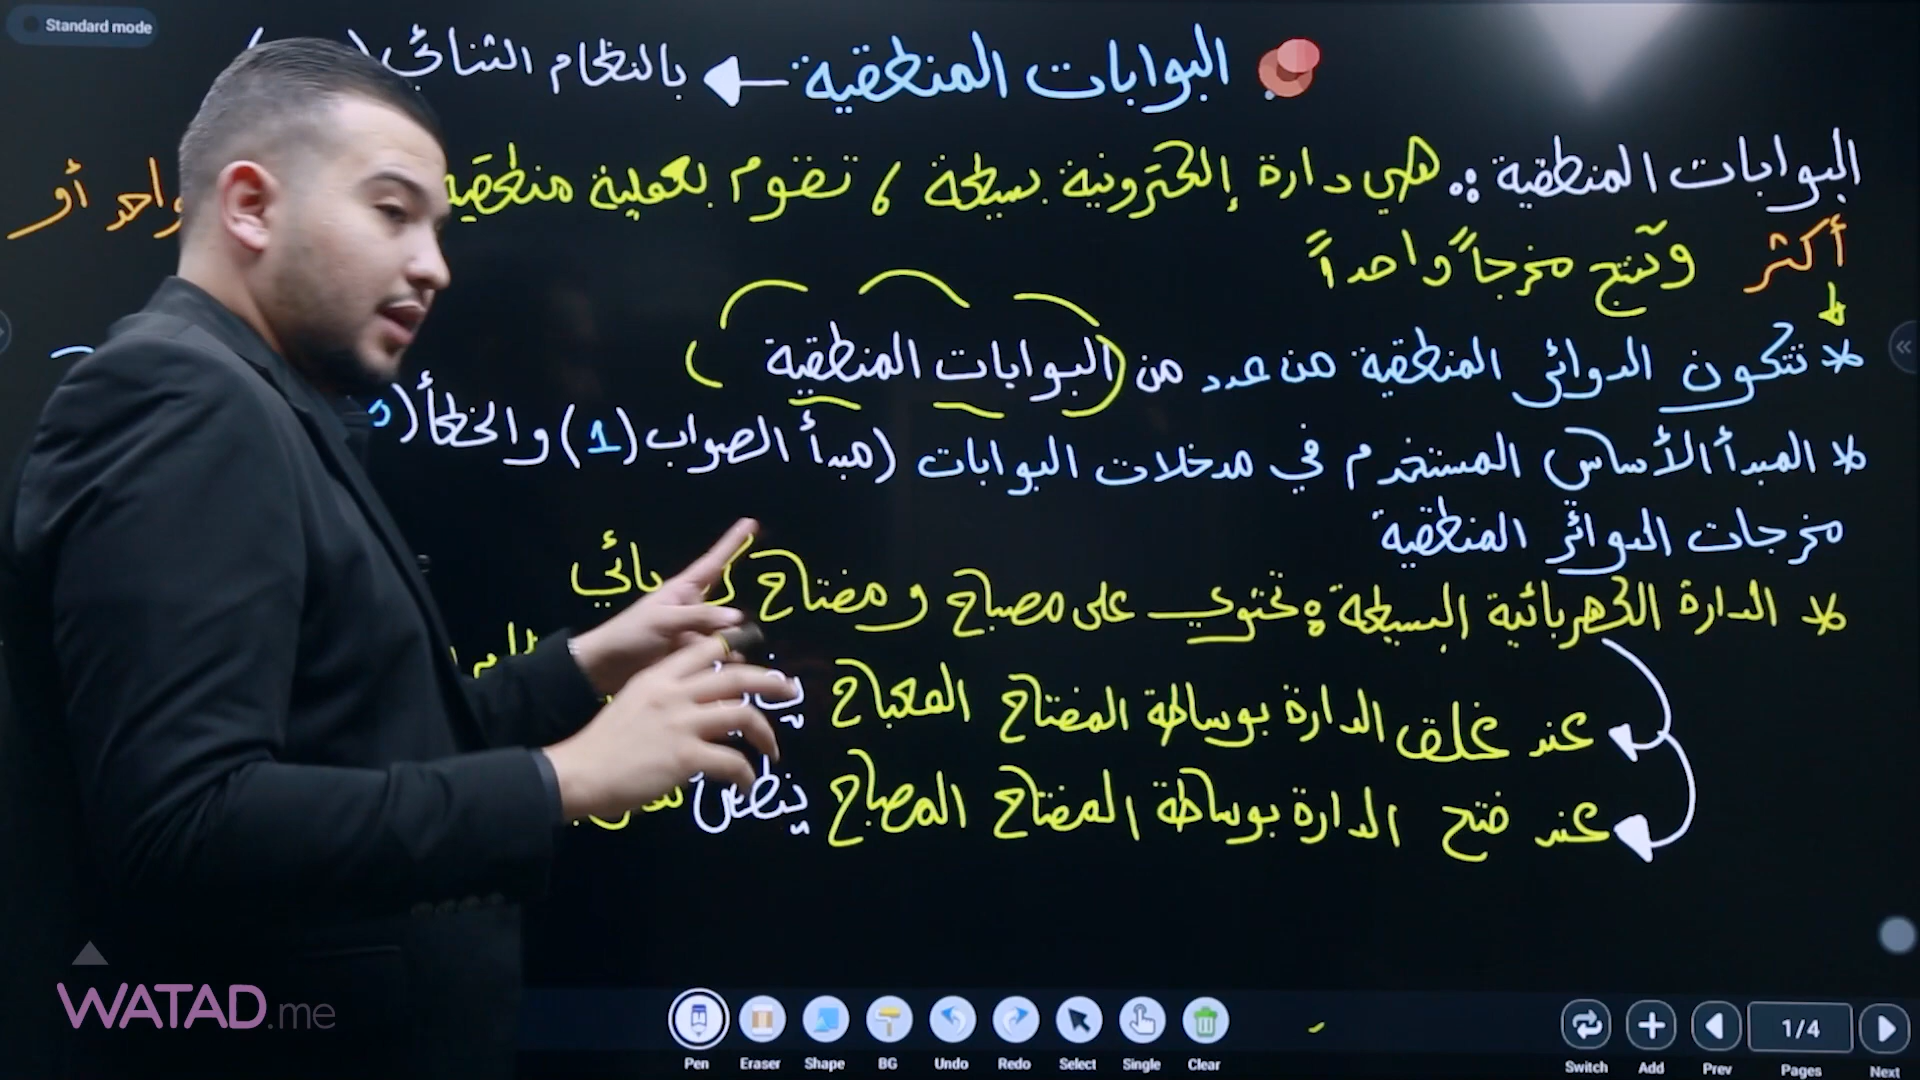 Standard mode
البوابات المنطقية ← بالنظام الثنائي (
البوابات المنطقية : هي دارة إلكترونية بسيطة ، تقوم بعملية منطقية واحد أو
أكثر وتنتج مخرجاً واحداً
* تتكون الدوائر المنطقية من عدد من البوابات المنطقية
* المبدأ الأساسي المستخدم في مدخلات البوابات (مبدأ الصواب (1) والخطأ (0
مخرجات الدوائر المنطقية
* الدارة الكهربائية البسيطة : تحتوي على مصباح ومفتاح كهربائي
عند غلق الدارة بوساطة المفتاح المصباح
عند فتح الدارة بوساطة المفتاح المصباح ينطفئ
WATAD.me
Pen Eraser Shape BG Undo Redo Select Single Clear
Switch Add Prev 1/4 Pages Next